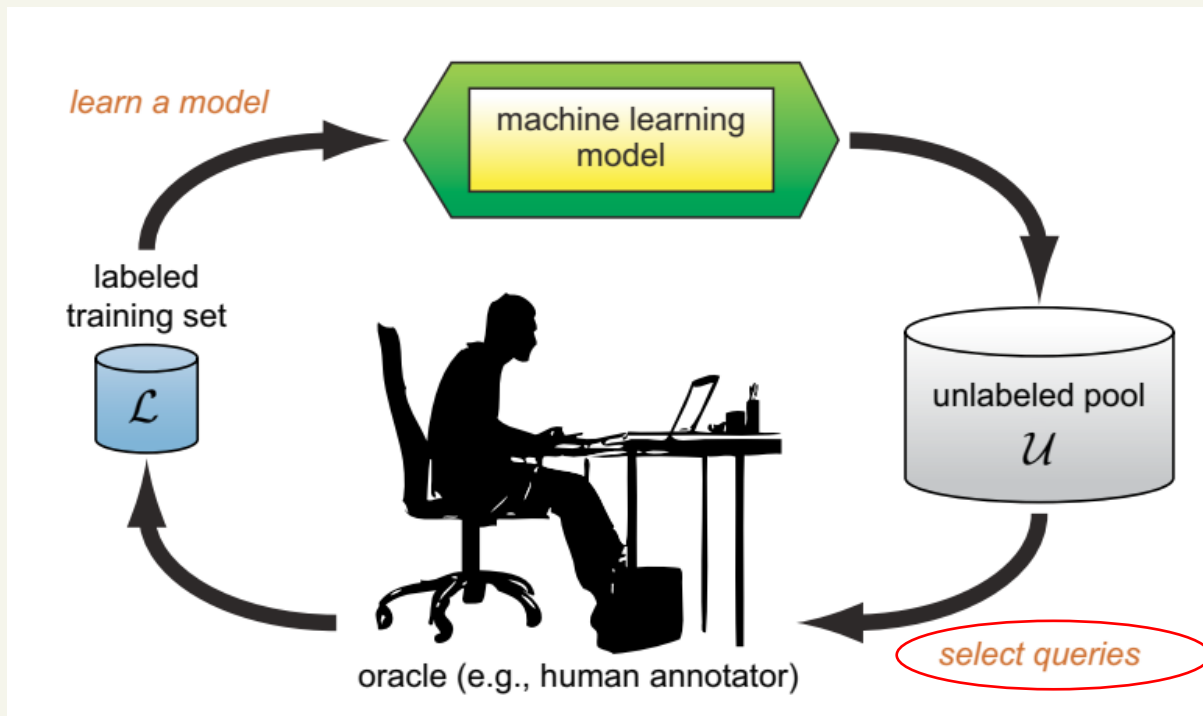 learn a model
machine learning
model
labeled
training set
ℒ
unlabeled pool
𝒰
select queries
oracle (e.g., human annotator)